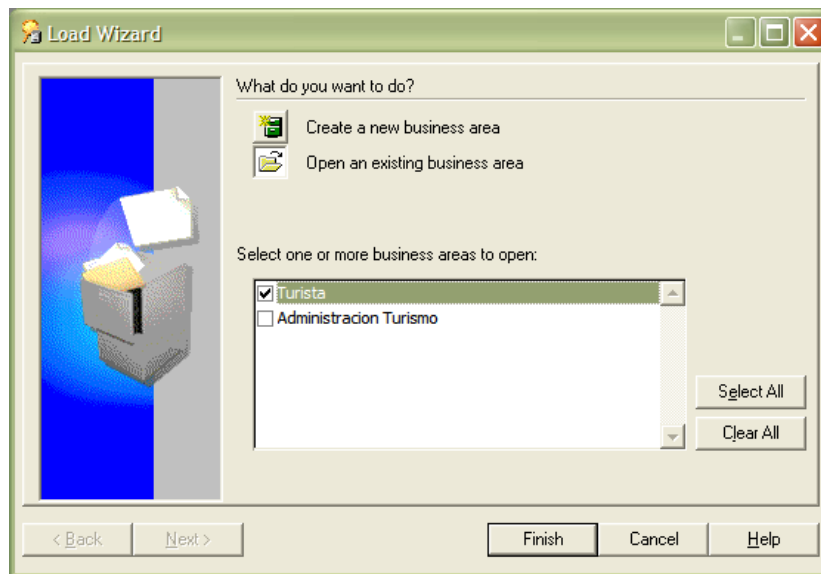 Load Wizard
What do you want to do?
Create a new business area
Open an existing business area
Select one or more business areas to open:
Turista
Administracion Turismo
Select All
Clear All
< Back Next > Finish Cancel Help